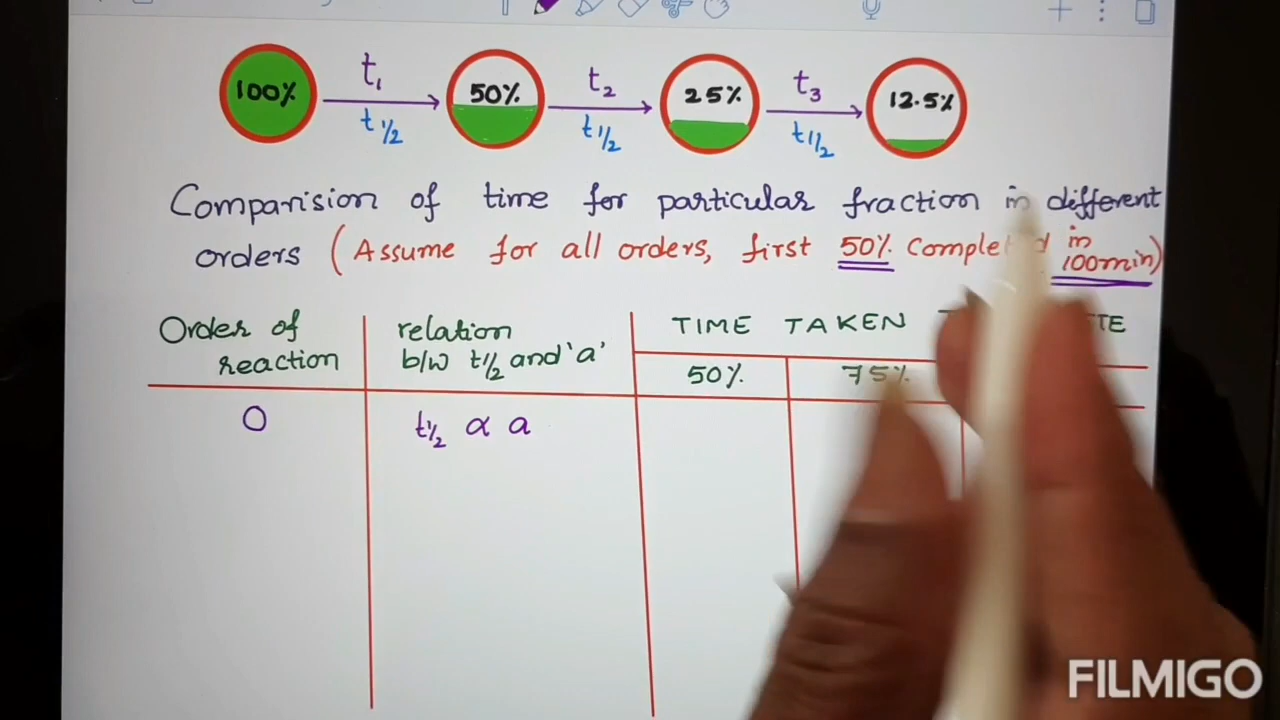 100% t1 50% t2 25% t3 12.5%
t1/2 t1/2 t1/2
Comparision of time for particular fraction in different
orders (Assume for all orders, first 50% in
100min)
Order of relation TIME TAKEN
reaction b/w t1/2 and 'a'
50% 75%
0 t1/2 ∝ a
FILMIGO